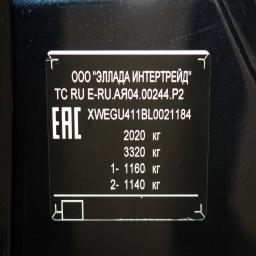 ООО "ЭЛЛАДА ИНТЕРТРЕЙД"
ТС RU Е-RU.АЯ04.00244.Р2
EAC
XWEGU411BL0021184
2020 кг
3320 кг
1- 1160 кг
2- 1140 кг